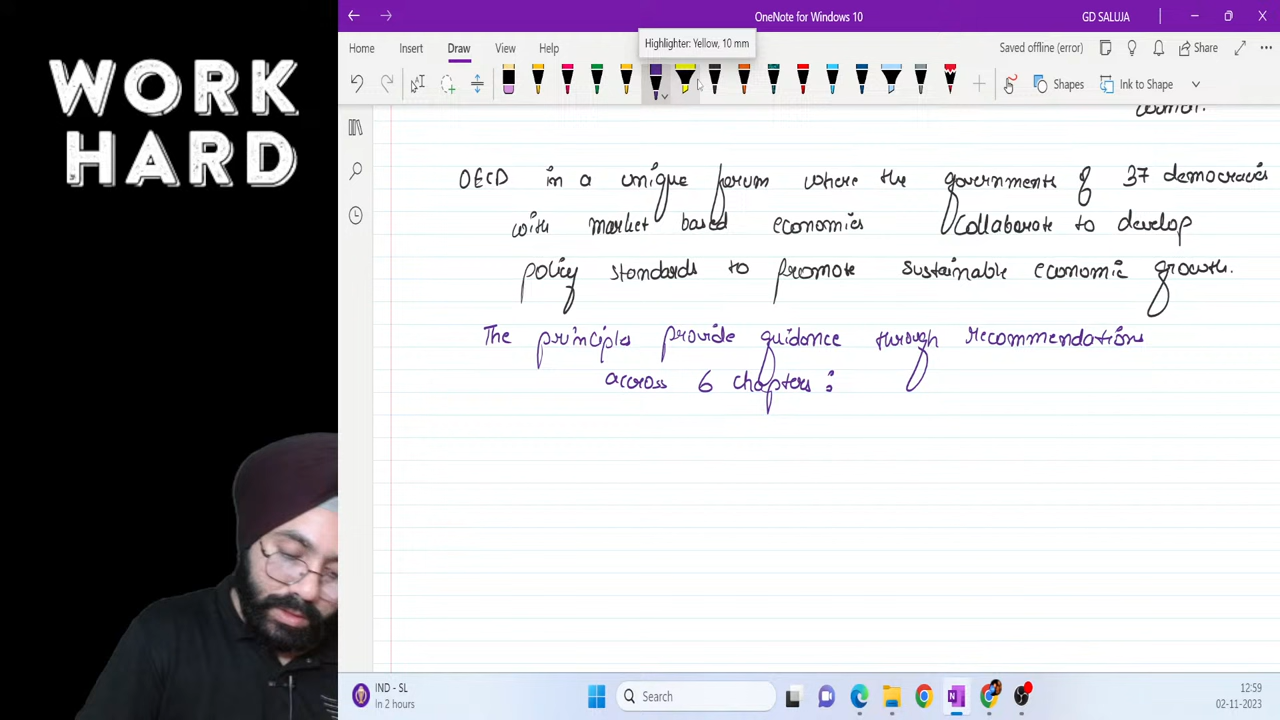 WORK
HARD
OneNote for Windows 10
GD SALUJA
Highlighter: Yellow, 10 mm
Home Insert Draw View Help
Saved offline (error)
Share
Shapes
Ink to Shape
OECD in a unique forum where the governments of 37 democracies
with market based economies collaborate to develop
policy standards to promote sustainable economic growth.
The principles provide guidance through recommendations
across 6 chapters:
IND - SL
In 2 hours
Search
12:59
02-11-2023